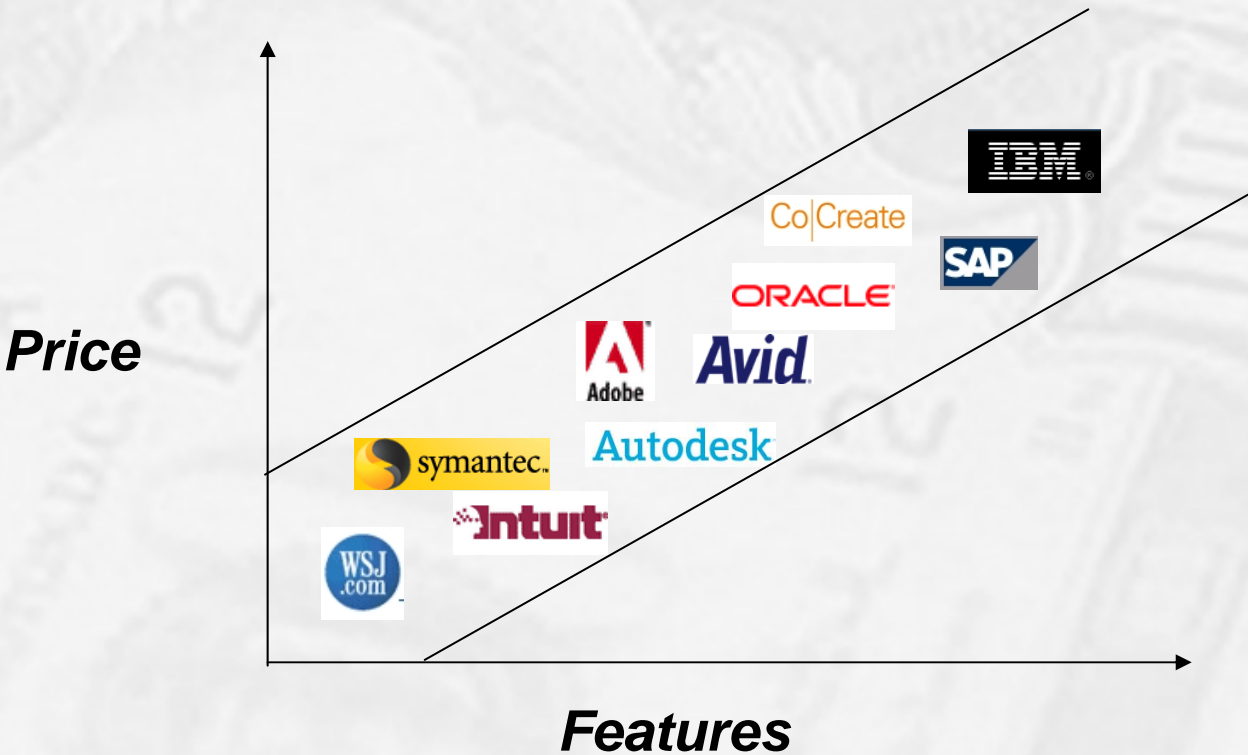 IBM®
Co|Create
SAP
ORACLE®
Price
Adobe
Avid
Autodesk
symantec.
Intuit
WSJ
.com
Features